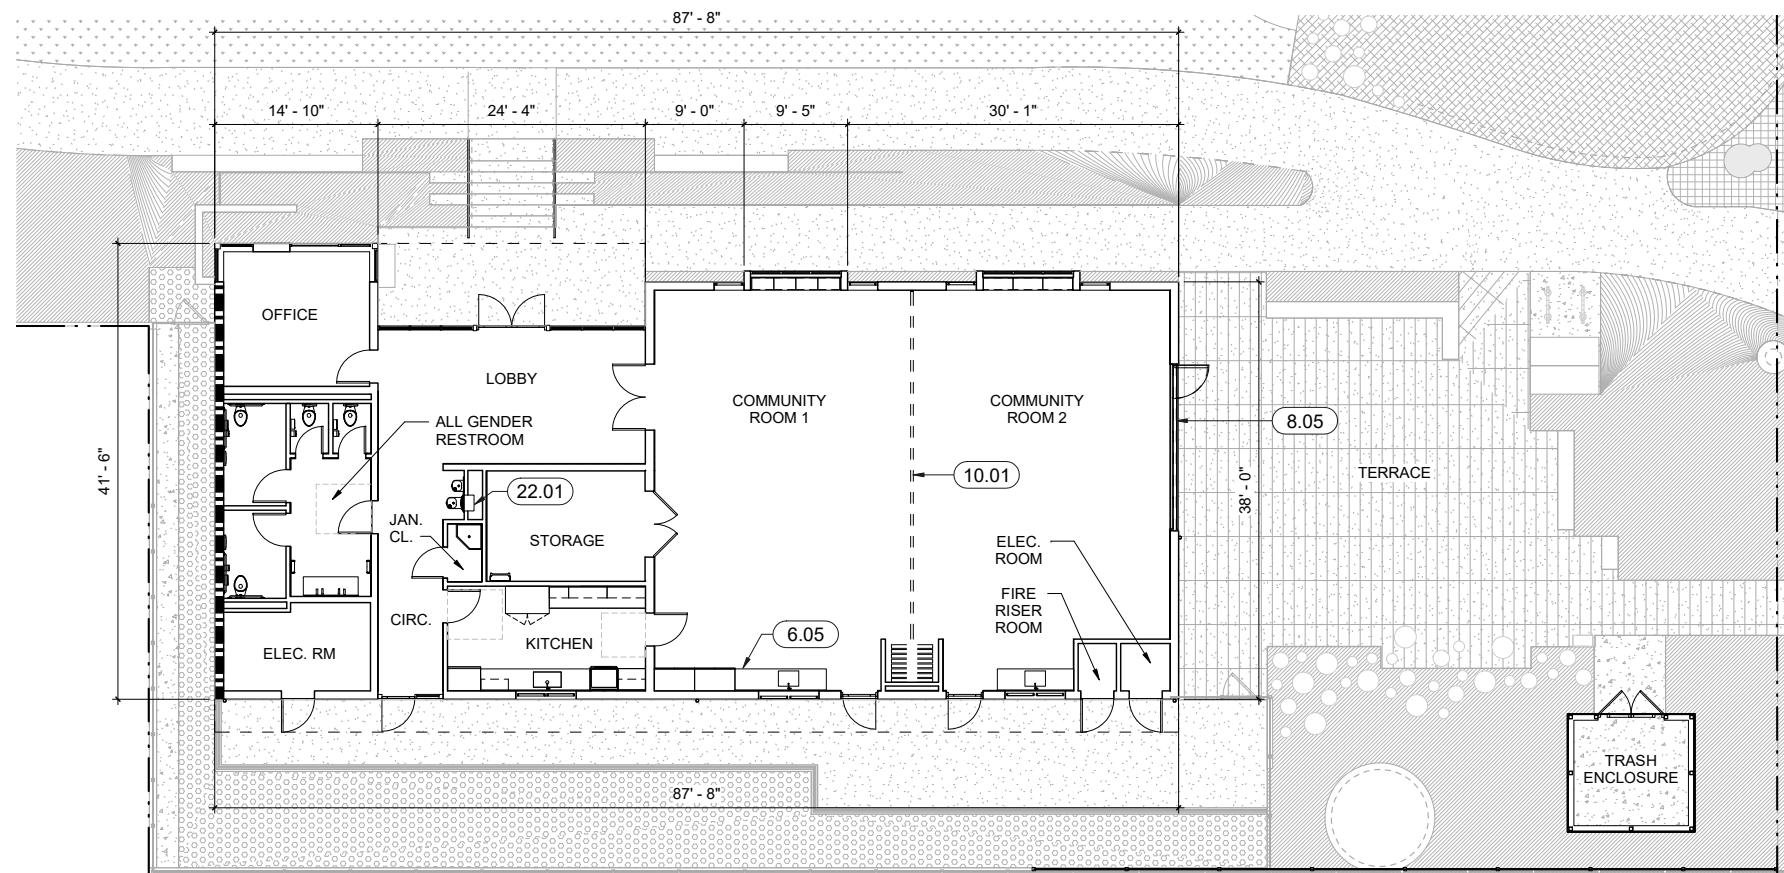 87' - 8"
14' - 10"
24' - 4"
9' - 0"
9' - 5"
30' - 1"
OFFICE
LOBBY
COMMUNITY
ROOM 1
COMMUNITY
ROOM 2
8.05
ALL GENDER
RESTROOM
41' - 6"
22.01
10.01
TERRACE
38' - 0"
JAN.
CL.
STORAGE
ELEC.
ROOM
FIRE
RISER
ROOM
CIRC.
KITCHEN
6.05
ELEC. RM
TRASH
ENCLOSURE
87' - 8"